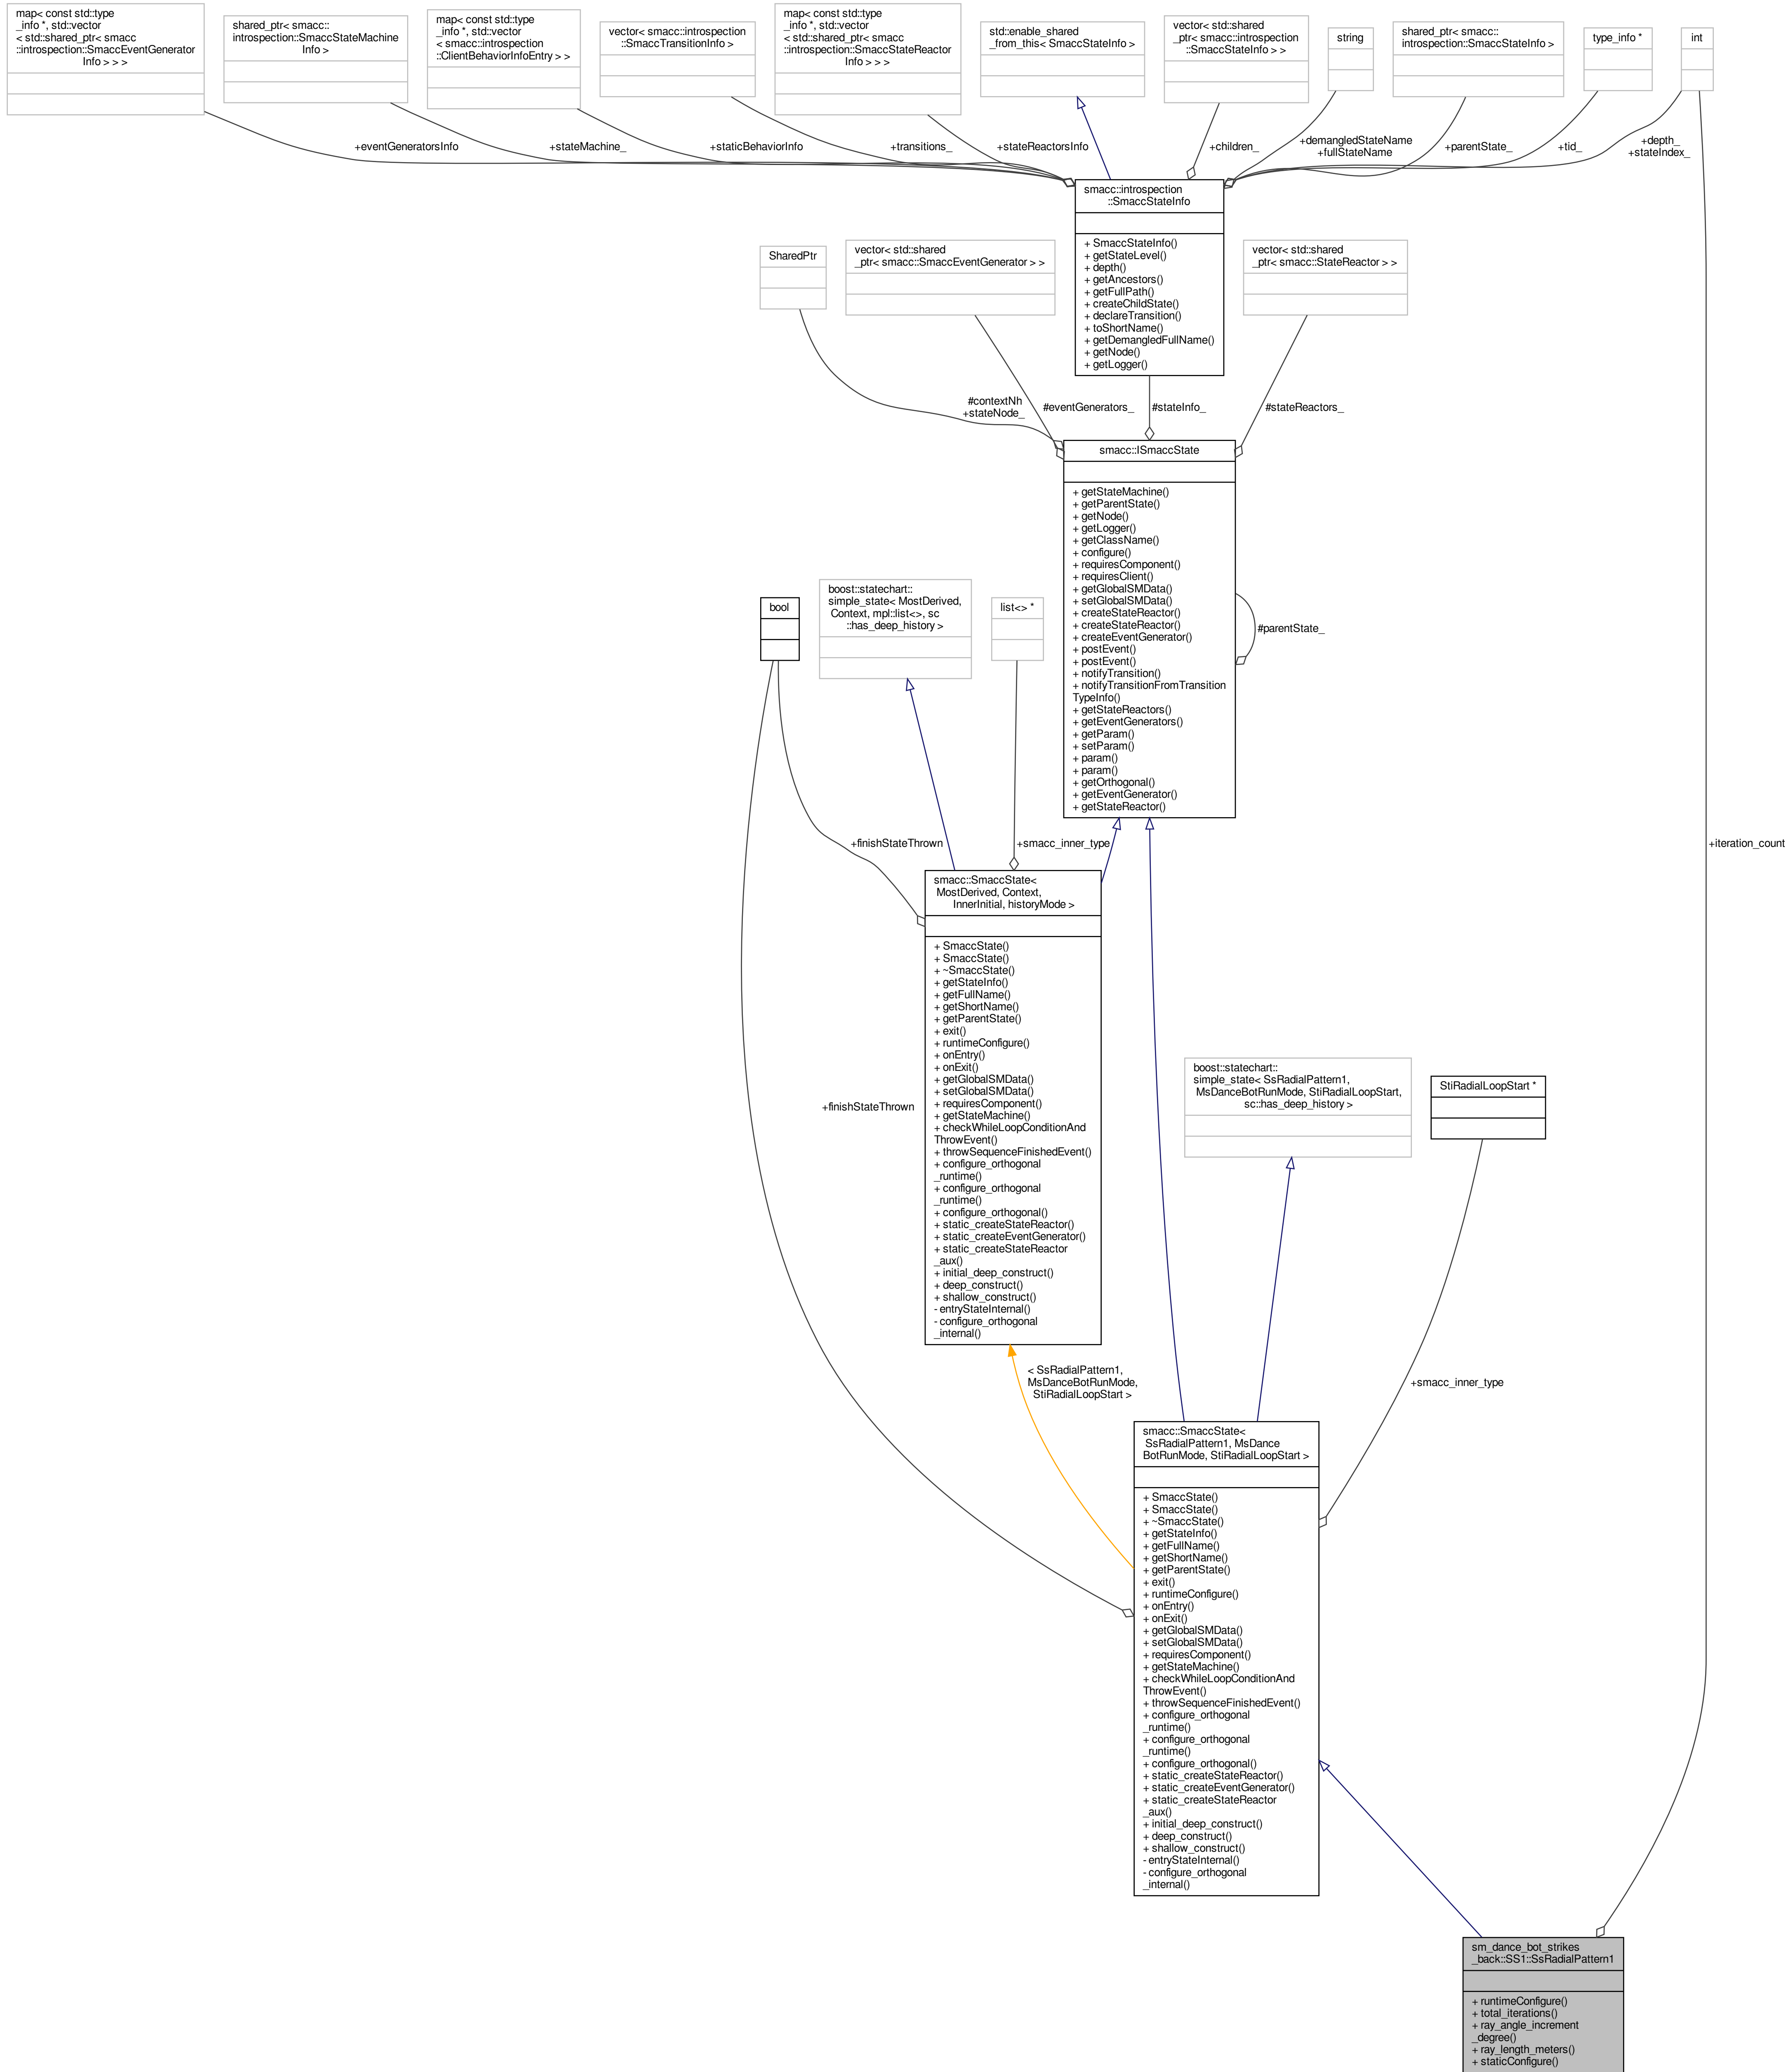 map< const std::type
_info *, std::vector
< std::shared_ptr< smacc
::introspection::SmaccEventGenerator
Info > > >
shared_ptr< smacc::
introspection::SmaccStateMachine
Info >
map< const std::type
_info *, std::vector
< smacc::introspection
::ClientBehaviorInfoEntry > >
vector< smacc::introspection
::SmaccTransitionInfo >
map< const std::type
_info *, std::vector
< std::shared_ptr< smacc
::introspection::SmaccStateReactor
Info > > >
std::enable_shared
_from_this< SmaccStateInfo >
vector< std::shared
_ptr< smacc::introspection
::SmaccStateInfo > >
string
shared_ptr< smacc::
introspection::SmaccStateInfo >
type_info *
int
+eventGeneratorsInfo
+stateMachine_
+staticBehaviorInfo
+transitions_
+stateReactorsInfo
+children_
+demangledStateName
+fullStateName
+parentState_
+tid_
+depth_
+stateIndex_
smacc::introspection
::SmaccStateInfo
+ SmaccStateInfo()
+ getStateLevel()
+ depth()
+ getAncestors()
+ getFullPath()
+ createChildState()
+ declareTransition()
+ toShortName()
+ getDemangledFullName()
+ getNode()
+ getLogger()
SharedPtr
vector< std::shared
_ptr< smacc::SmaccEventGenerator > >
vector< std::shared
_ptr< smacc::StateReactor > >
#contextNh
+stateNode_
#eventGenerators_
#stateInfo_
#stateReactors_
smacc::ISmaccState
+ getStateMachine()
+ getParentState()
+ getNode()
+ getLogger()
+ getClassName()
+ configure()
+ requiresComponent()
+ requiresClient()
+ getGlobalSMData()
+ setGlobalSMData()
+ createStateReactor()
+ createStateReactor()
+ createEventGenerator()
+ postEvent()
+ postEvent()
+ notifyTransition()
+ notifyTransitionFromTransition
TypeInfo()
+ getStateReactors()
+ getEventGenerators()
+ getParam()
+ setParam()
+ param()
+ param()
+ getOrthogonal()
+ getEventGenerator()
+ getStateReactor()
#parentState_
bool
boost::statechart::
simple_state< MostDerived,
Context, mpl::list<>, sc
::has_deep_history >
list<> *
+finishStateThrown
+smacc_inner_type
+iteration_count
smacc::SmaccState<
MostDerived, Context,
InnerInitial, historyMode >
+ SmaccState()
+ SmaccState()
+ ~SmaccState()
+ getStateInfo()
+ getFullName()
+ getShortName()
+ getParentState()
+ exit()
+ runtimeConfigure()
+ onEntry()
+ onExit()
+ getGlobalSMData()
+ setGlobalSMData()
+ requiresComponent()
+ getStateMachine()
+ checkWhileLoopConditionAnd
ThrowEvent()
+ throwSequenceFinishedEvent()
+ configure_orthogonal
_runtime()
+ configure_orthogonal
_runtime()
+ configure_orthogonal()
+ static_createStateReactor()
+ static_createEventGenerator()
+ static_createStateReactor
_aux()
+ initial_deep_construct()
+ deep_construct()
+ shallow_construct()
- entryStateInternal()
- configure_orthogonal
_internal()
+finishStateThrown
boost::statechart::
simple_state< SsRadialPattern1,
MsDanceBotRunMode, StiRadialLoopStart,
sc::has_deep_history >
StiRadialLoopStart *
< SsRadialPattern1,
MsDanceBotRunMode,
StiRadialLoopStart >
+smacc_inner_type
smacc::SmaccState<
SsRadialPattern1, MsDance
BotRunMode, StiRadialLoopStart >
+ SmaccState()
+ SmaccState()
+ ~SmaccState()
+ getStateInfo()
+ getFullName()
+ getShortName()
+ getParentState()
+ exit()
+ runtimeConfigure()
+ onEntry()
+ onExit()
+ getGlobalSMData()
+ setGlobalSMData()
+ requiresComponent()
+ getStateMachine()
+ checkWhileLoopConditionAnd
ThrowEvent()
+ throwSequenceFinishedEvent()
+ configure_orthogonal
_runtime()
+ configure_orthogonal
_runtime()
+ configure_orthogonal()
+ static_createStateReactor()
+ static_createEventGenerator()
+ static_createStateReactor
_aux()
+ initial_deep_construct()
+ deep_construct()
+ shallow_construct()
- entryStateInternal()
- configure_orthogonal
_internal()
sm_dance_bot_strikes
_back::SS1::SsRadialPattern1
+ runtimeConfigure()
+ total_iterations()
+ ray_angle_increment
_degree()
+ ray_length_meters()
+ staticConfigure()